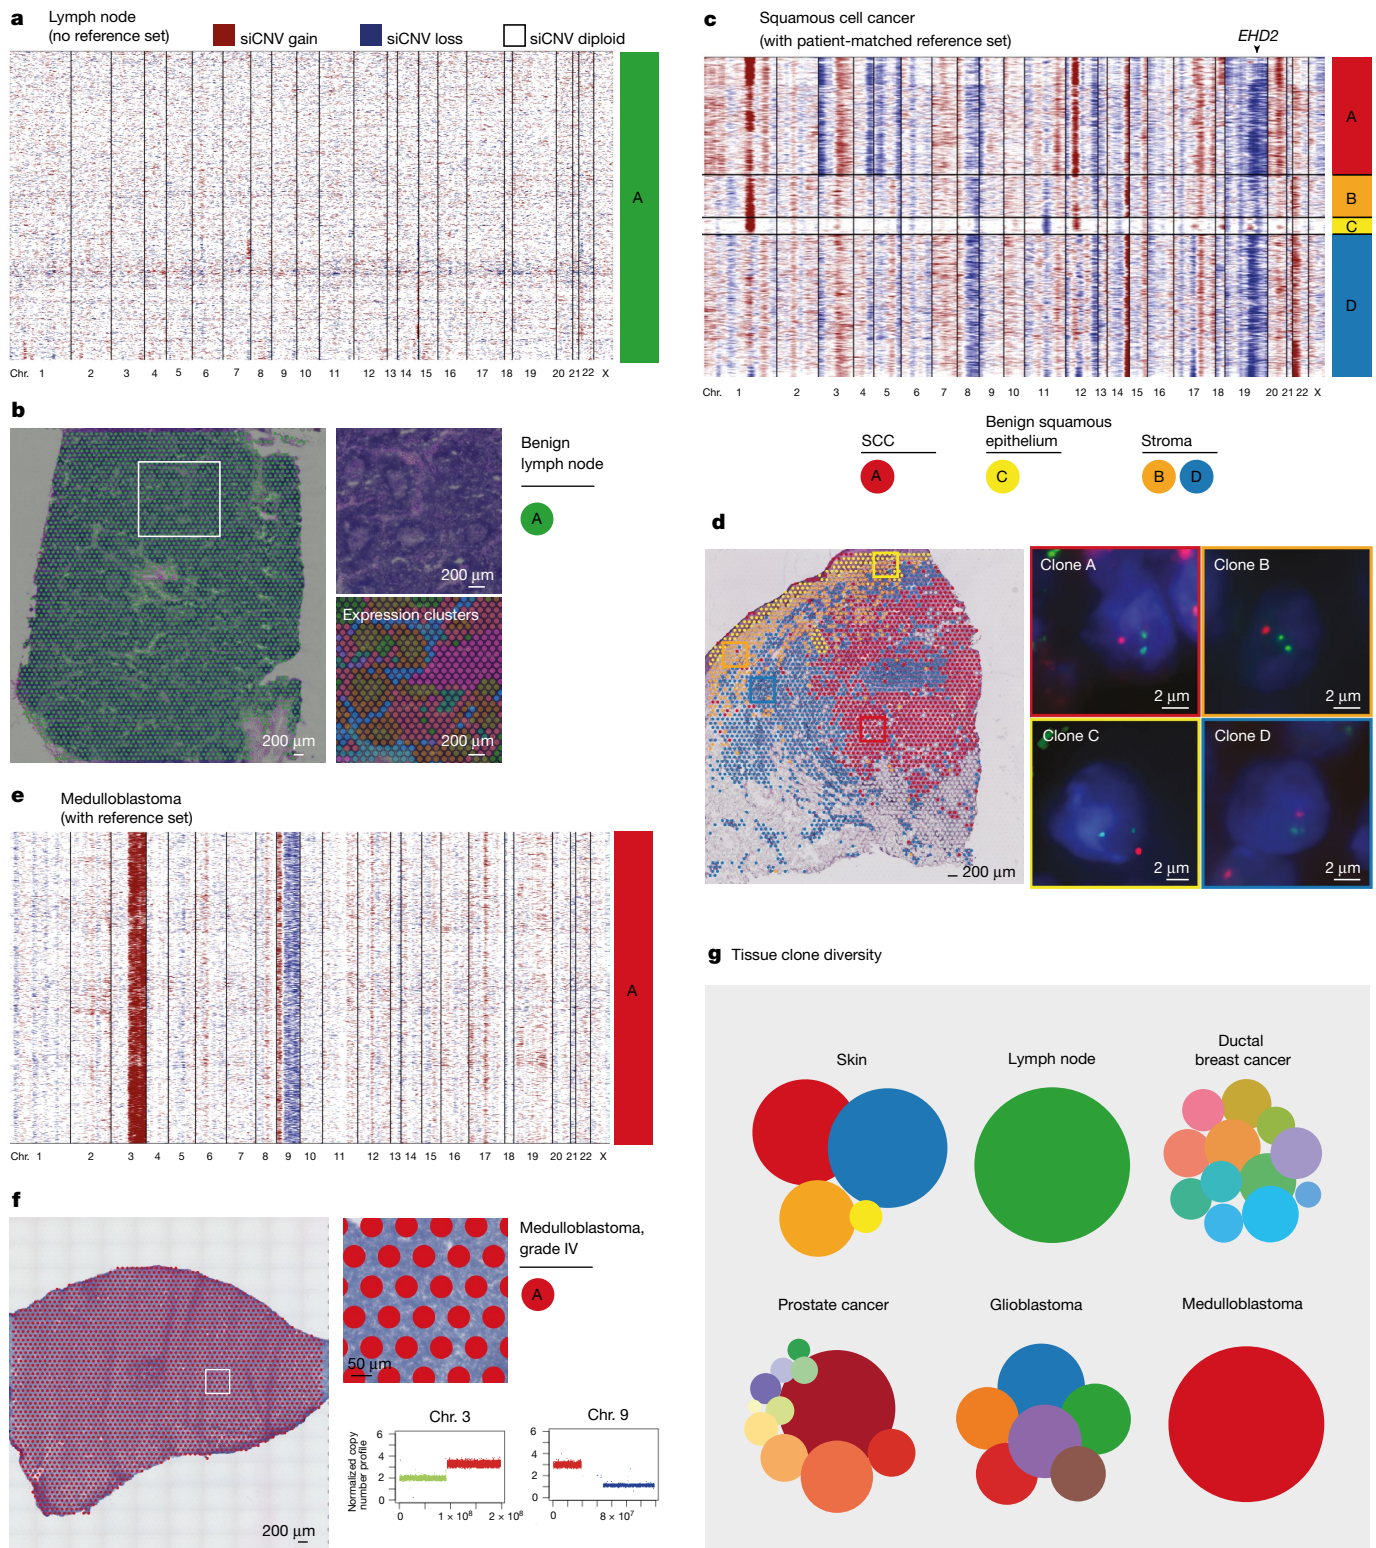 a
Lymph node
(no reference set)
siCNV gain
siCNV loss
siCNV diploid
A
Chr. 1 2 3 4 5 6 7 8 9 10 11 12 13 14 15 16 17 18 19 20 21 22 X
b
200 µm
200 µm
Expression clusters
200 µm
Benign
lymph node
A
c
Squamous cell cancer
(with patient-matched reference set)
EHD2
A
B
C
D
Chr. 1 2 3 4 5 6 7 8 9 10 11 12 13 14 15 16 17 18 19 20 21 22 X
SCC
A
Benign squamous
epithelium
C
Stroma
B D
d
200 µm
Clone A
2 µm
Clone B
2 µm
Clone C
2 µm
Clone D
2 µm
e
Medulloblastoma
(with reference set)
A
Chr. 1 2 3 4 5 6 7 8 9 10 11 12 13 14 15 16 17 18 19 20 21 22 X
f
200 µm
50 µm
Medulloblastoma,
grade IV
A
Chr. 3
Normalized copy
number profile
6
4
2
0
0 1 × 10⁸ 2 × 10⁸
Chr. 9
6
4
2
0
0 8 × 10⁷
g Tissue clone diversity
Skin
Lymph node
Ductal
breast cancer
Prostate cancer
Glioblastoma
Medulloblastoma